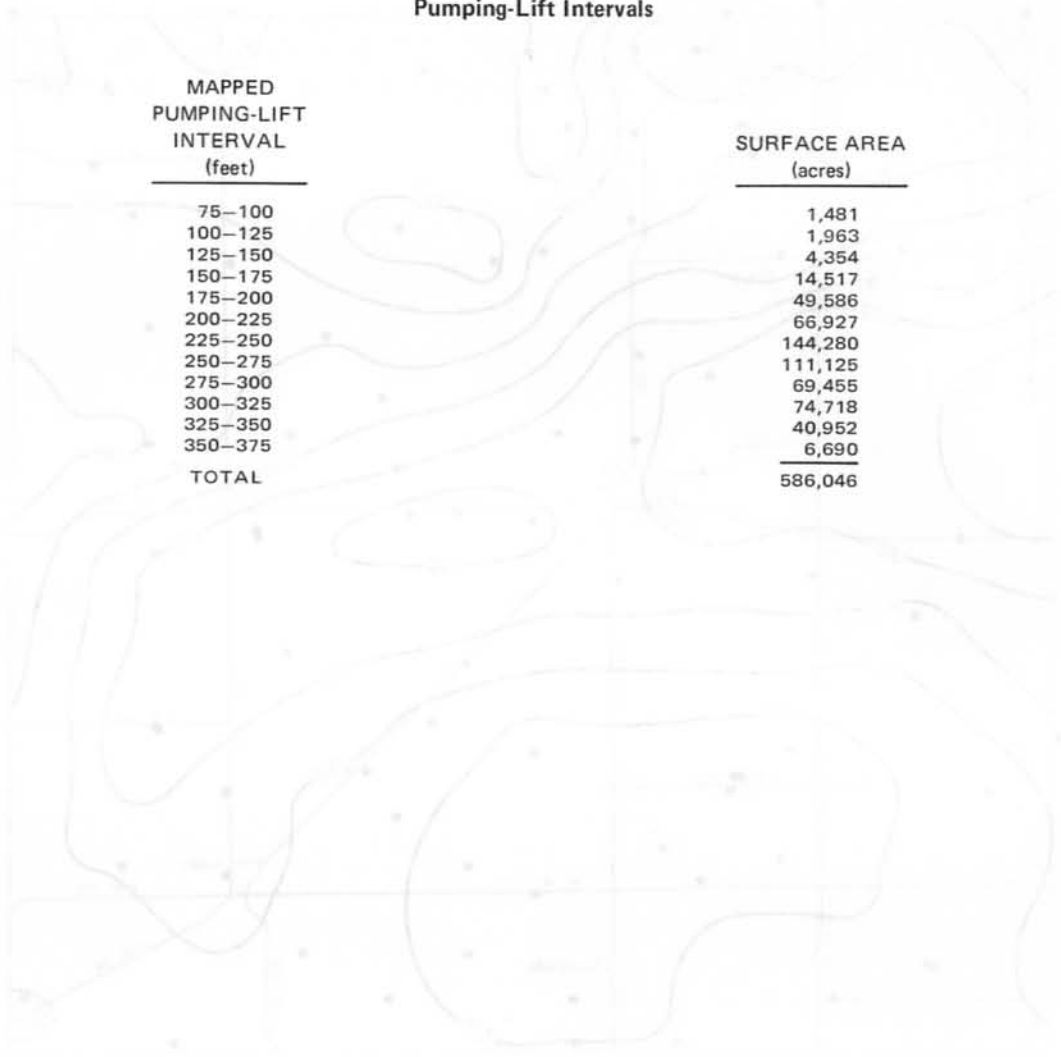 Pumping-Lift Intervals
MAPPED
PUMPING-LIFT
INTERVAL
(feet)
SURFACE AREA
(acres)
75—100 1,481
100—125 1,963
125—150 4,354
150—175 14,517
175—200 49,586
200—225 66,927
225—250 144,280
250—275 111,125
275—300 69,455
300—325 74,718
325—350 40,952
350—375 6,690
TOTAL 586,046